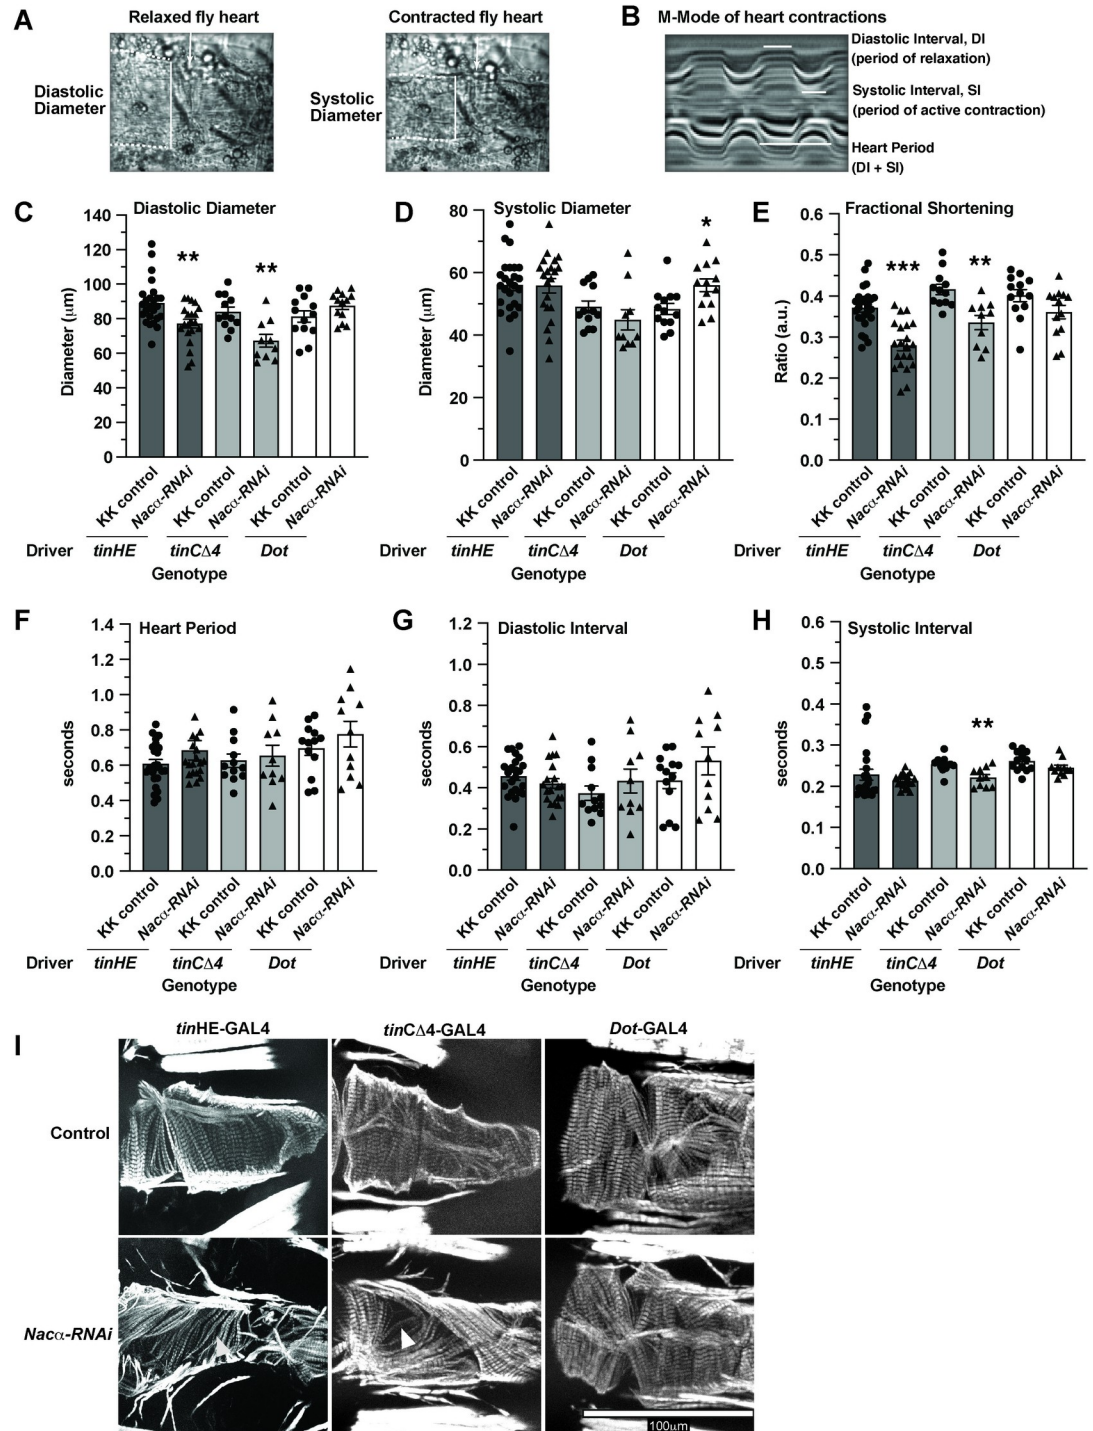 A
Relaxed fly heart
Contracted fly heart
Diastolic
Diameter
Systolic
Diameter
B
M-Mode of heart contractions
Diastolic Interval, DI
(period of relaxation)
Systolic Interval, SI
(period of active contraction)
Heart Period
(DI + SI)
C
Diastolic Diameter
Diameter (μm)
140
120
100
80
60
40
20
0
**
**
KK control
Nacα-RNAi
KK control
Nacα-RNAi
KK control
Nacα-RNAi
Driver
tinHE
tinCΔ4
Dot
Genotype
D
Systolic Diameter
Diameter (μm)
80
60
40
20
0
*
KK control
Nacα-RNAi
KK control
Nacα-RNAi
KK control
Nacα-RNAi
Driver
tinHE
tinCΔ4
Dot
Genotype
E
Fractional Shortening
Ratio (a.u.)
0.6
0.5
0.4
0.3
0.2
0.1
0.0
***
**
KK control
Nacα-RNAi
KK control
Nacα-RNAi
KK control
Nacα-RNAi
Driver
tinHE
tinCΔ4
Dot
Genotype
F
Heart Period
seconds
1.4
1.2
1.0
0.8
0.6
0.4
0.2
0.0
KK control
Nacα-RNAi
KK control
Nacα-RNAi
KK control
Nacα-RNAi
Driver
tinHE
tinCΔ4
Dot
Genotype
G
Diastolic Interval
seconds
1.2
1.0
0.8
0.6
0.4
0.2
0.0
KK control
Nacα-RNAi
KK control
Nacα-RNAi
KK control
Nacα-RNAi
Driver
tinHE
tinCΔ4
Dot
Genotype
H
Systolic Interval
seconds
0.6
0.5
0.4
0.3
0.2
0.1
0.0
**
KK control
Nacα-RNAi
KK control
Nacα-RNAi
KK control
Nacα-RNAi
Driver
tinHE
tinCΔ4
Dot
Genotype
I
tinHE-GAL4
tinCΔ4-GAL4
Dot-GAL4
Control
Nacα-RNAi
100μm